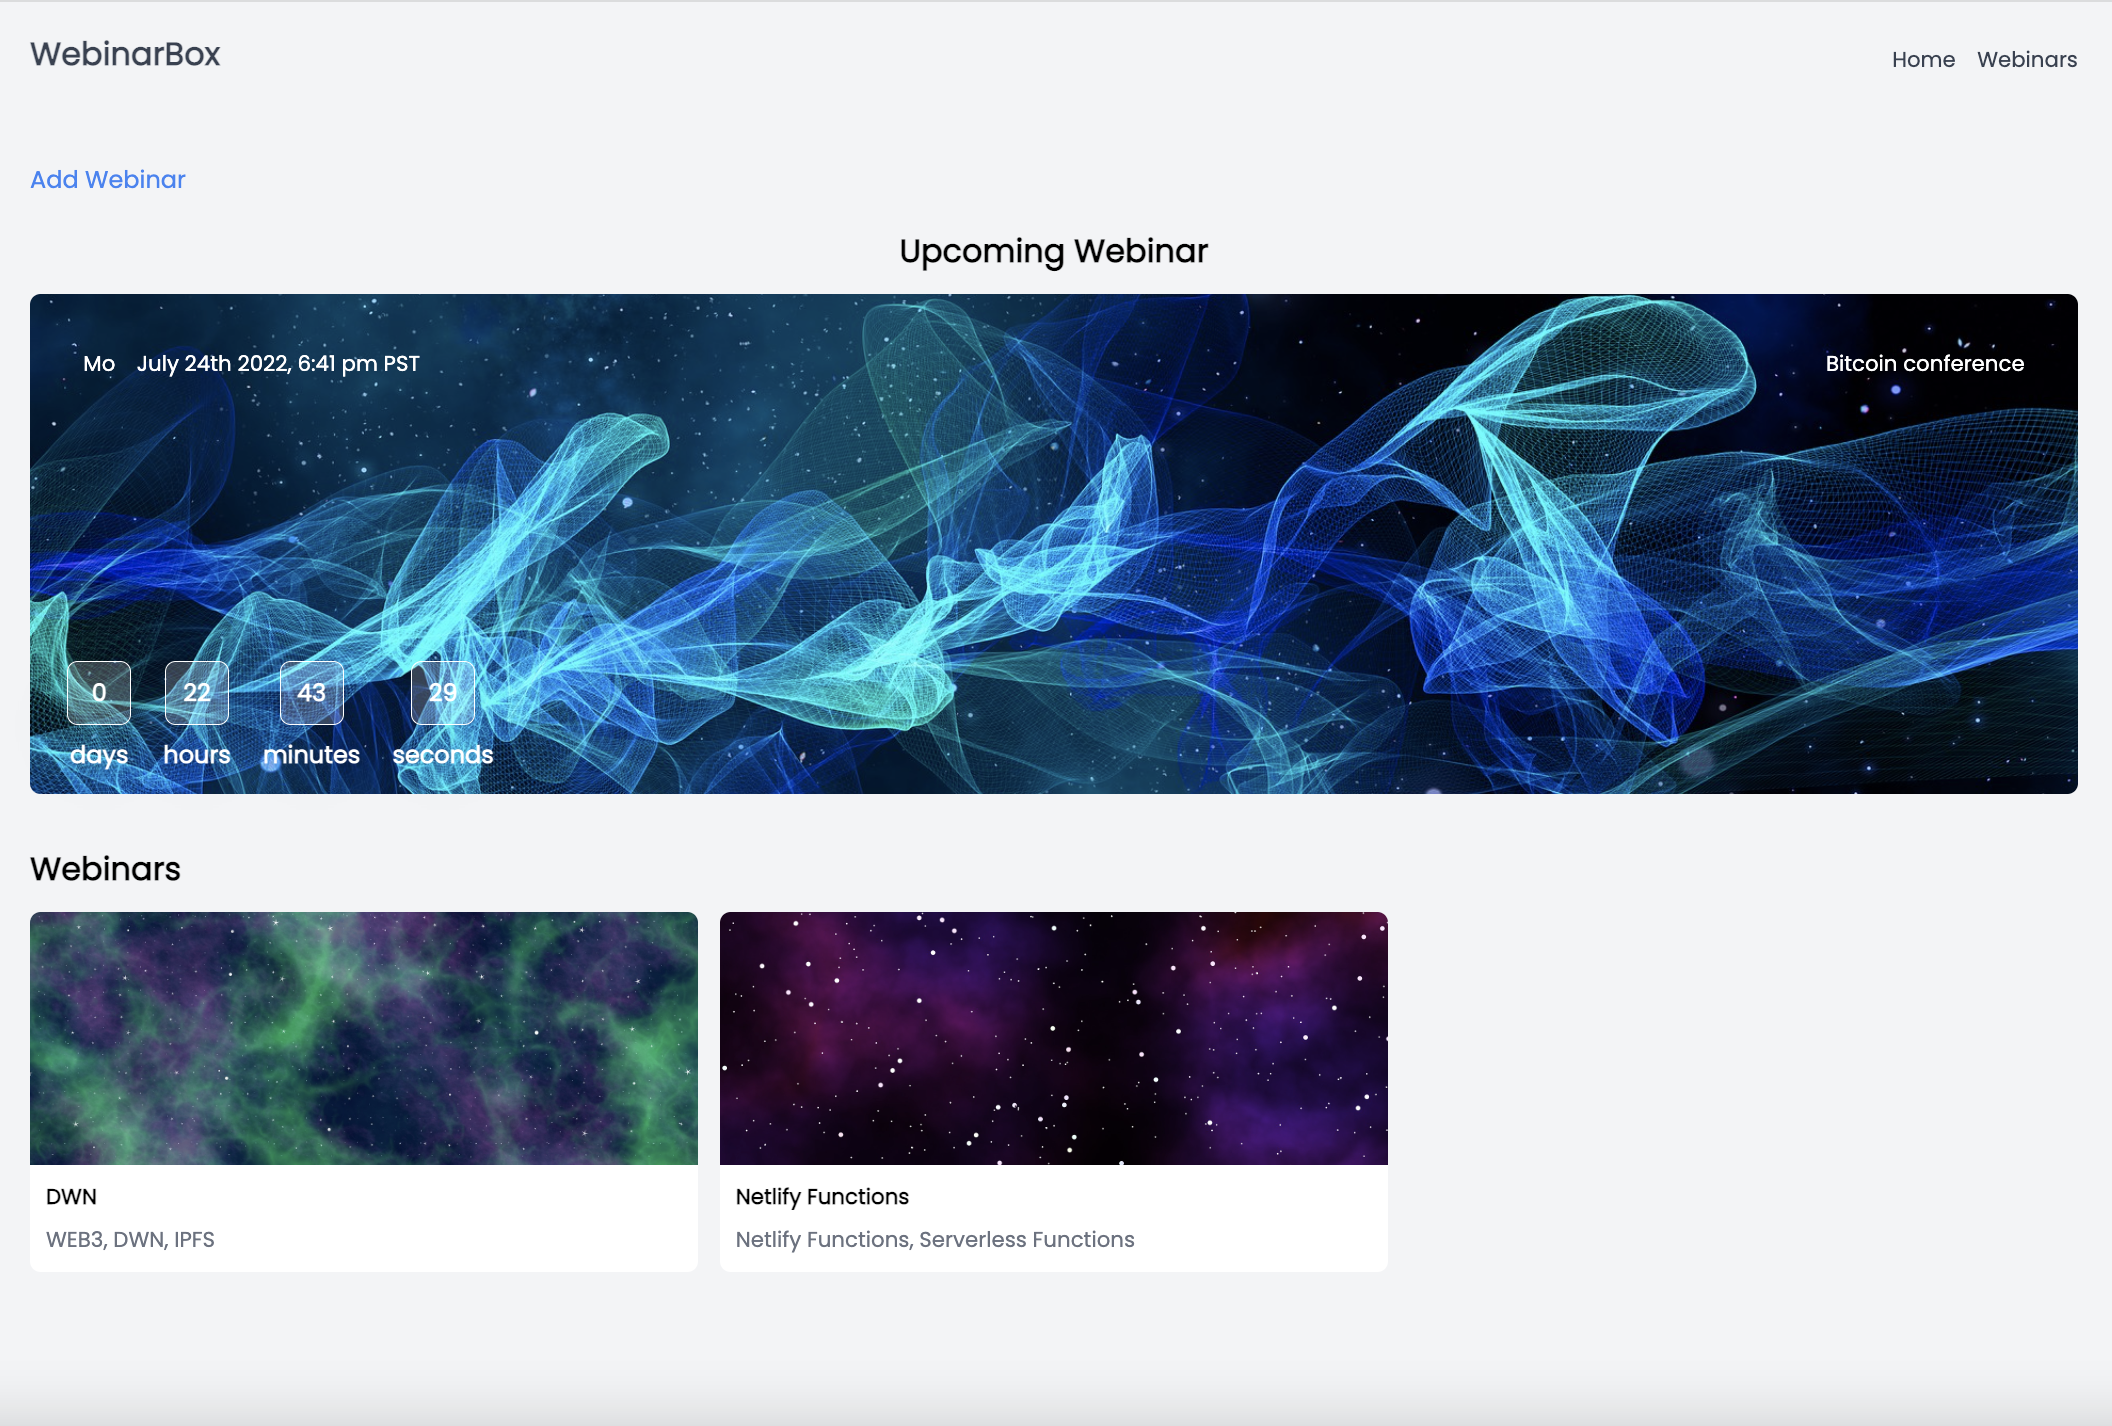 WebinarBox
Home Webinars
Add Webinar
Upcoming Webinar
Mo July 24th 2022, 6:41 pm PST
Bitcoin conference
0 22 43 29
days hours minutes seconds
Webinars
DWN
WEB3, DWN, IPFS
Netlify Functions
Netlify Functions, Serverless Functions